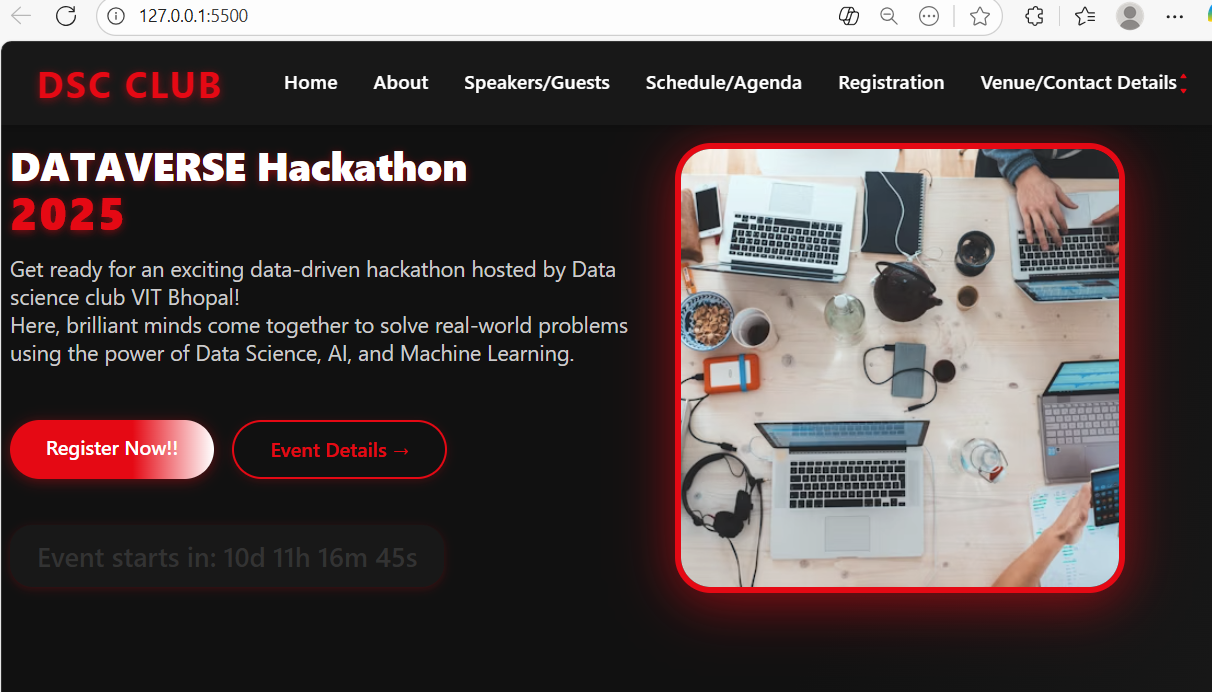 127.0.0.1:5500
DSC CLUB
Home About Speakers/Guests Schedule/Agenda Registration Venue/Contact Details
DATAVERSE Hackathon
2025
Get ready for an exciting data-driven hackathon hosted by Data
science club VIT Bhopal!
Here, brilliant minds come together to solve real-world problems
using the power of Data Science, AI, and Machine Learning.
Register Now!! Event Details →
Event starts in: 10d 11h 16m 45s